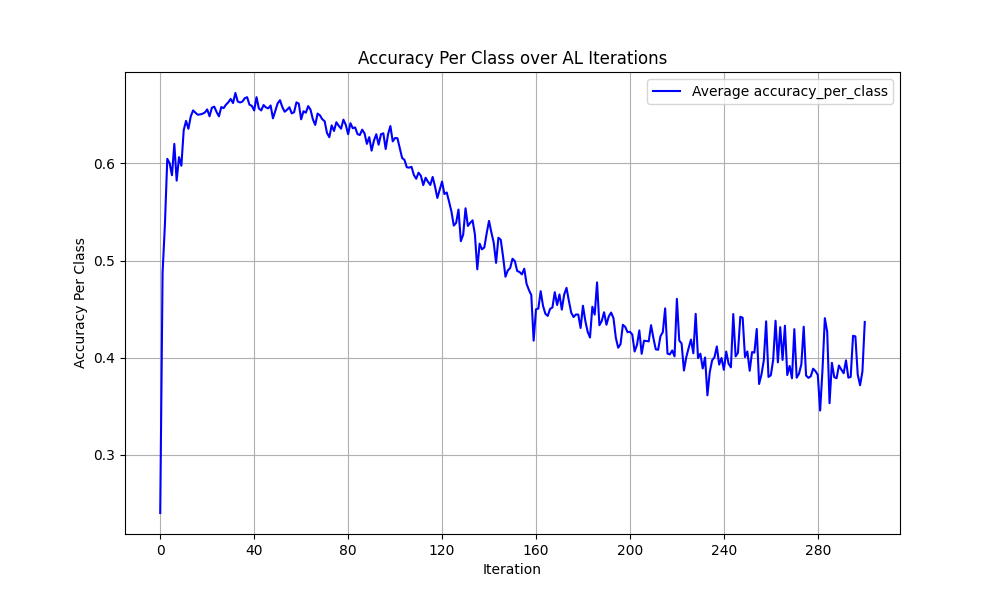 Accuracy Per Class over AL Iterations
Average accuracy_per_class
Accuracy Per Class
0.6
0.5
0.4
0.3
0 40 80 120 160 200 240 280
Iteration